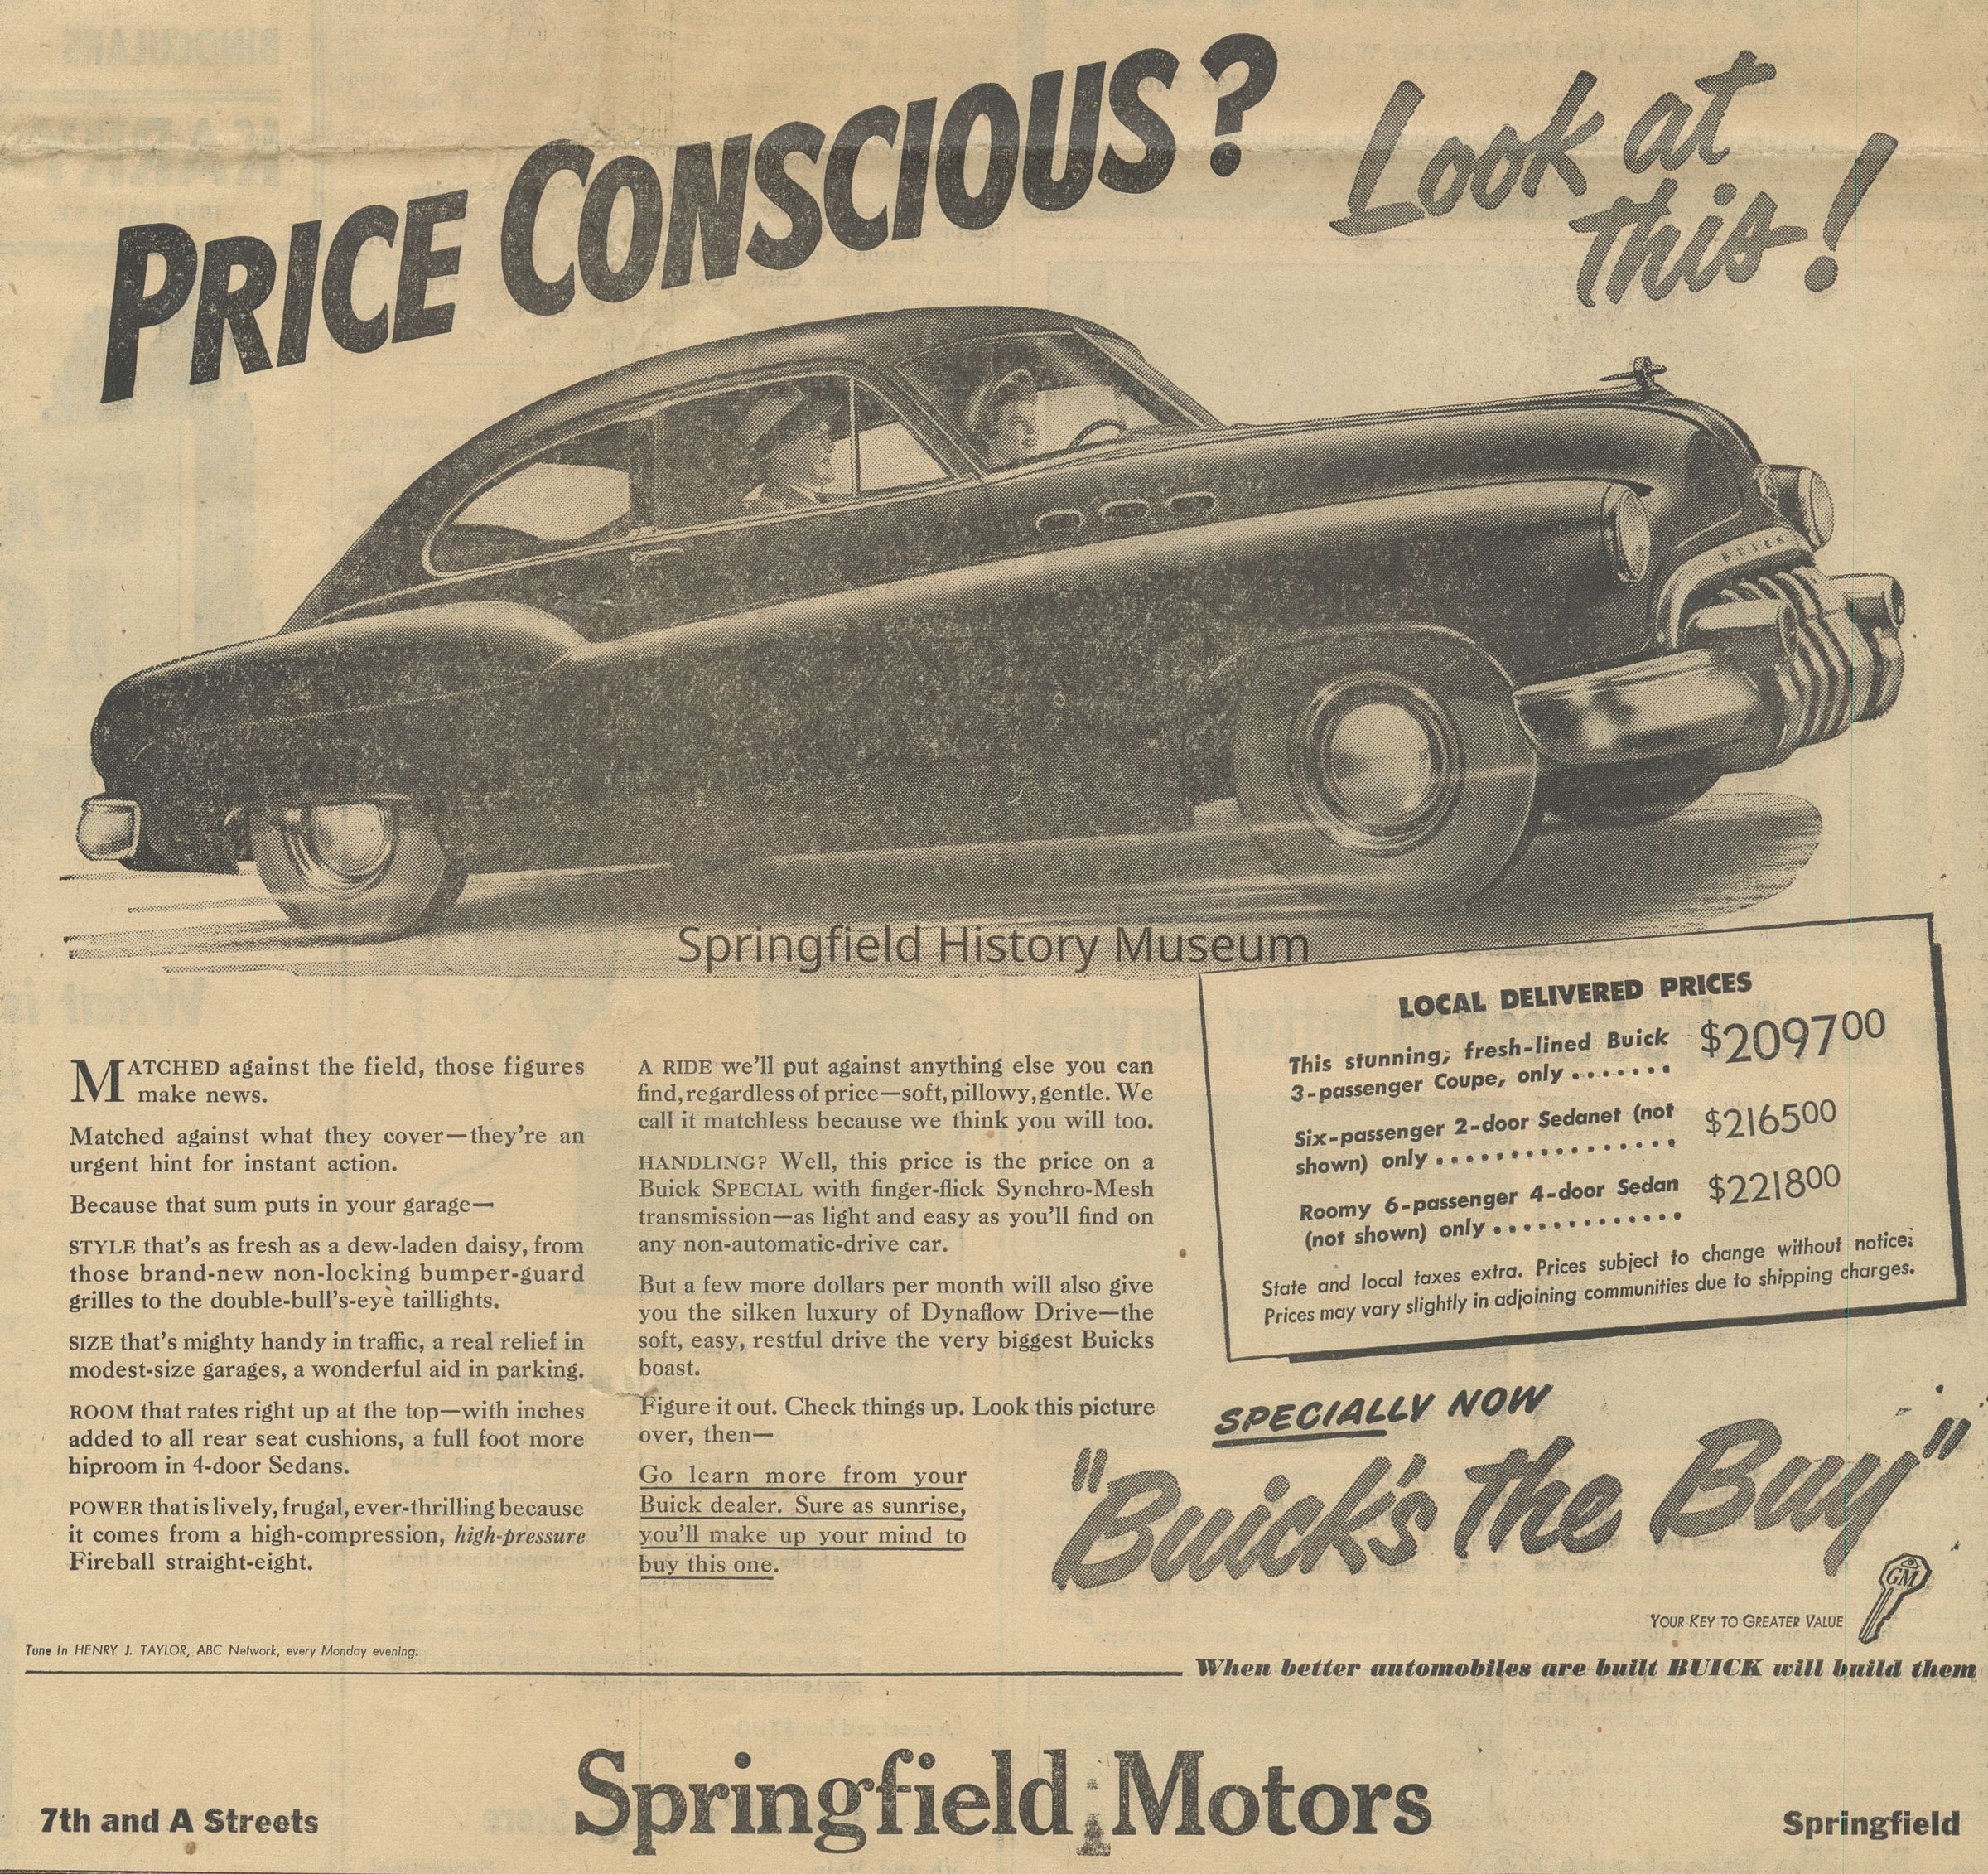 PRICE CONSCIOUS?
Look at
this!
BUICK
Springfield History Museum
MATCHED against the field, those figures
make news.
Matched against what they cover—they're an
urgent hint for instant action.
Because that sum puts in your garage—
STYLE that's as fresh as a dew-laden daisy, from
those brand-new non-locking bumper-guard
grilles to the double-bull's-eye taillights.
SIZE that's mighty handy in traffic, a real relief in
modest-size garages, a wonderful aid in parking.
ROOM that rates right up at the top—with inches
added to all rear seat cushions, a full foot more
hiproom in 4-door Sedans.
POWER that is lively, frugal, ever-thrilling because
it comes from a high-compression, high-pressure
Fireball straight-eight.
A RIDE we'll put against anything else you can
find, regardless of price—soft, pillowy, gentle. We
call it matchless because we think you will too.
HANDLING? Well, this price is the price on a
Buick SPECIAL with finger-flick Synchro-Mesh
transmission—as light and easy as you'll find on
any non-automatic-drive car.
But a few more dollars per month will also give
you the silken luxury of Dynaflow Drive—the
soft, easy, restful drive the very biggest Buicks
boast.
Figure it out. Check things up. Look this picture
over, then—
Go learn more from your
Buick dealer. Sure as sunrise,
you'll make up your mind to
buy this one.
LOCAL DELIVERED PRICES
This stunning, fresh-lined Buick
3-passenger Coupe, only ....... $2097 00
Six-passenger 2-door Sedanet (not
shown) only ............... $2165 00
Roomy 6-passenger 4-door Sedan
(not shown) only ............. $2218 00
State and local taxes extra. Prices subject to change without notice.
Prices may vary slightly in adjoining communities due to shipping charges.
SPECIALLY NOW
"Buick's the Buy"
GM
YOUR KEY TO GREATER VALUE
Tune in HENRY J. TAYLOR, ABC Network, every Monday evening.
When better automobiles are built BUICK will build them
Springfield Motors
7th and A Streets
Springfield